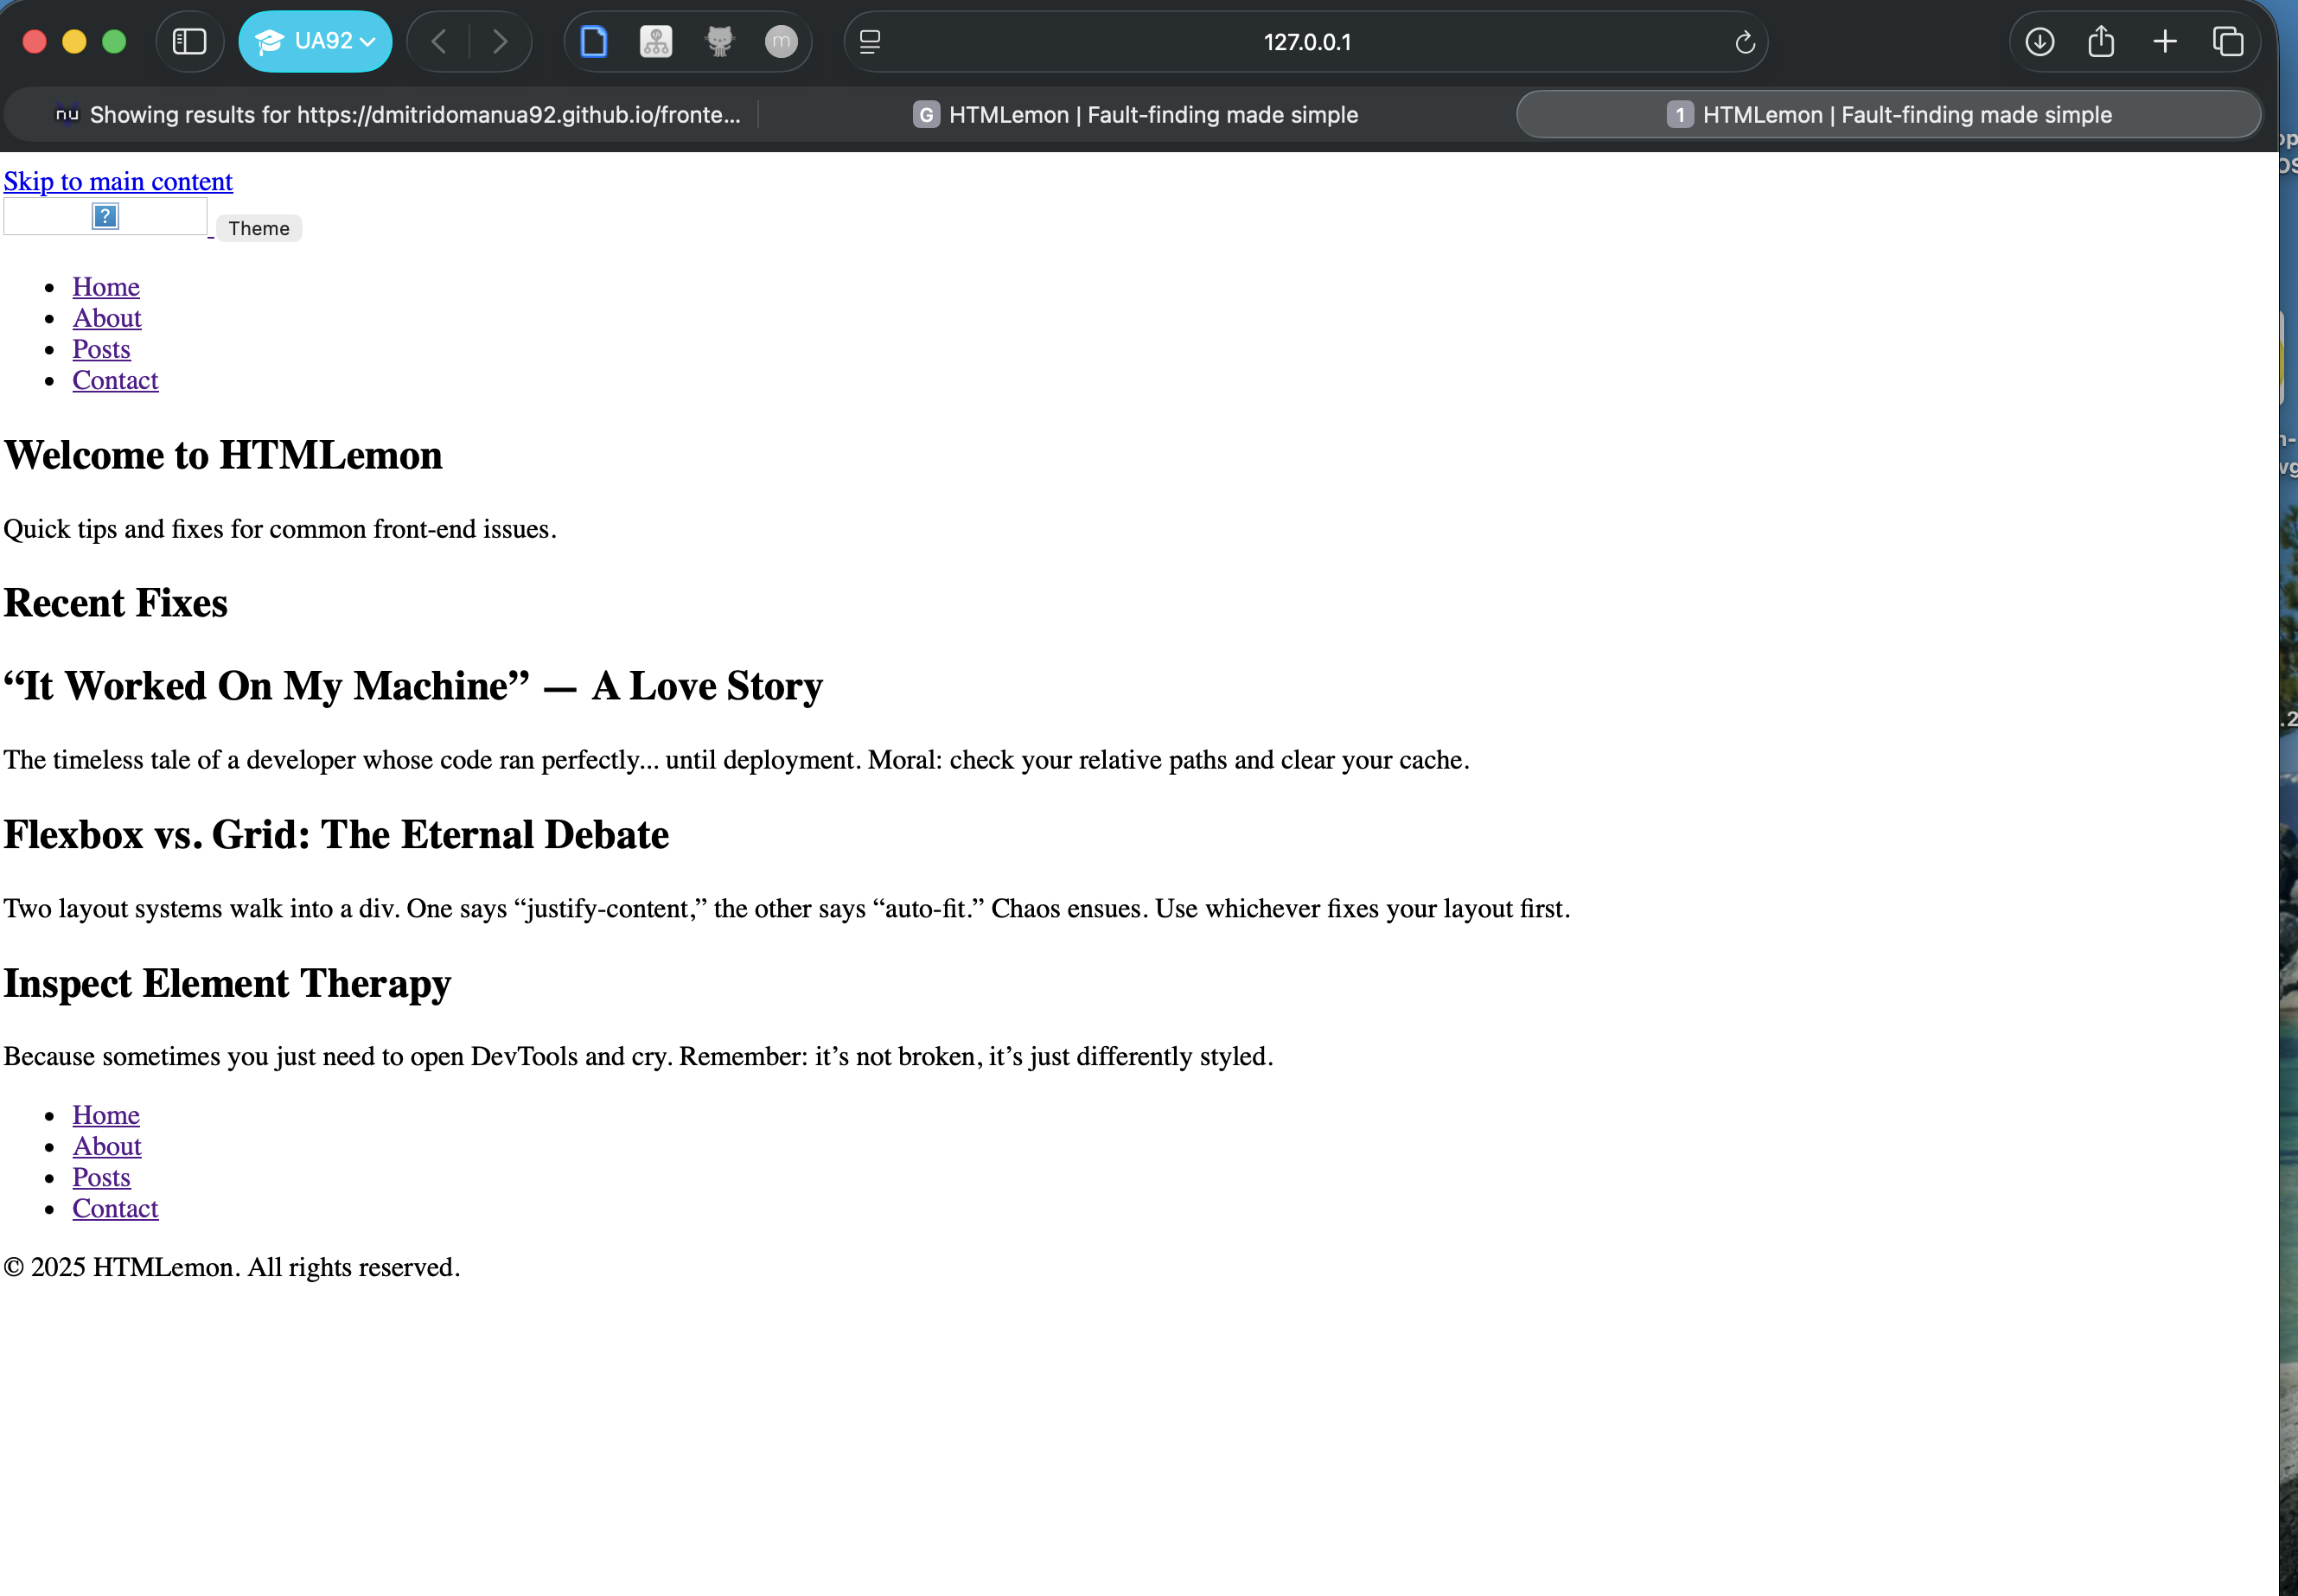 UA92
m
127.0.0.1
nu Showing results for https://dmitridomanua92.github.io/fronte...
G HTMLemon | Fault-finding made simple
1 HTMLemon | Fault-finding made simple
Skip to main content
?
Theme
Home
About
Posts
Contact
Welcome to HTMLemon
Quick tips and fixes for common front-end issues.
Recent Fixes
“It Worked On My Machine” — A Love Story
The timeless tale of a developer whose code ran perfectly... until deployment. Moral: check your relative paths and clear your cache.
Flexbox vs. Grid: The Eternal Debate
Two layout systems walk into a div. One says “justify-content,” the other says “auto-fit.” Chaos ensues. Use whichever fixes your layout first.
Inspect Element Therapy
Because sometimes you just need to open DevTools and cry. Remember: it’s not broken, it’s just differently styled.
Home
About
Posts
Contact
© 2025 HTMLemon. All rights reserved.